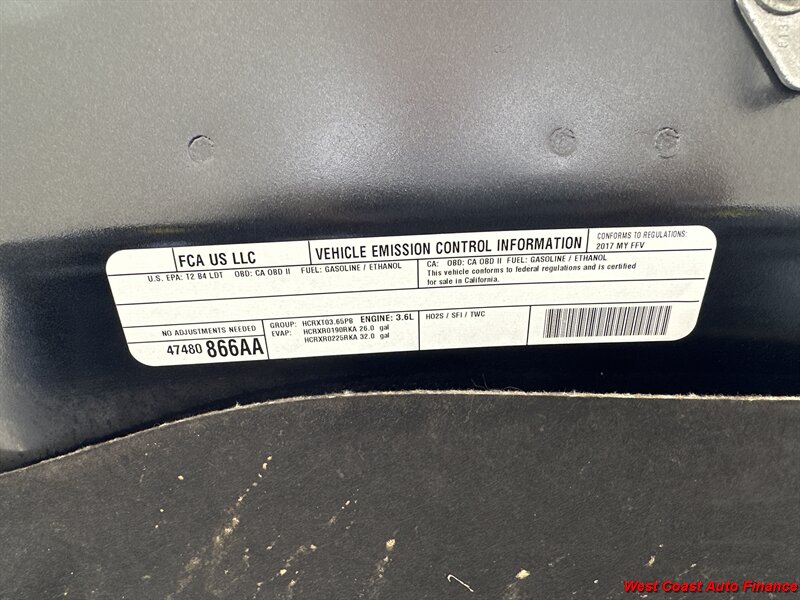 FCA US LLC
VEHICLE EMISSION CONTROL INFORMATION
CONFORMS TO REGULATIONS:
2017 MY FFV
U.S. EPA: T2 B4 LDT OBD: CA OBD II FUEL: GASOLINE / ETHANOL
CA: OBD: CA OBD II FUEL: GASOLINE / ETHANOL
This vehicle conforms to federal regulations and is certified
for sale in California.
NO ADJUSTMENTS NEEDED
47480 866AA
GROUP: HCRXT03.65P8 ENGINE: 3.6L
EVAP: HCRXR0190RKA 26.0 gal
HCRXR0225RKA 32.0 gal
HO2S / SFI / TWC
West Coast Auto Finance